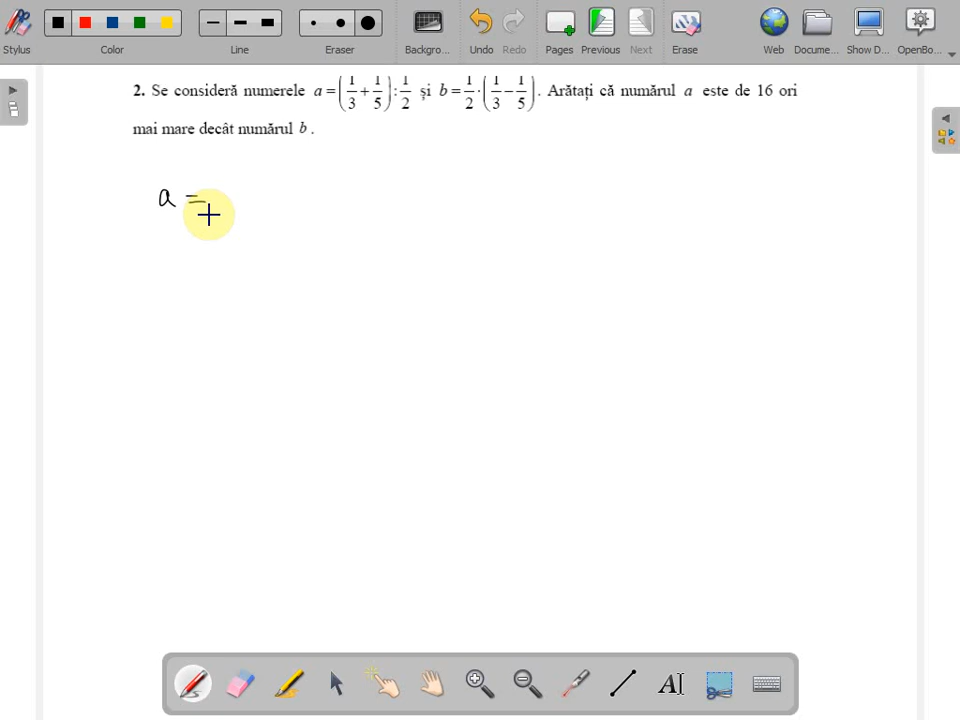 Stylus Color Line Eraser Backgro... Undo Redo Pages Previous Next Erase Web Docume... Show D... OpenBo...
2. Se consideră numerele a = (1/3 + 1/5) : 1/2 și b = 1/2 · (1/3 − 1/5). Arătați că numărul a este de 16 ori
mai mare decât numărul b.
a =
AI